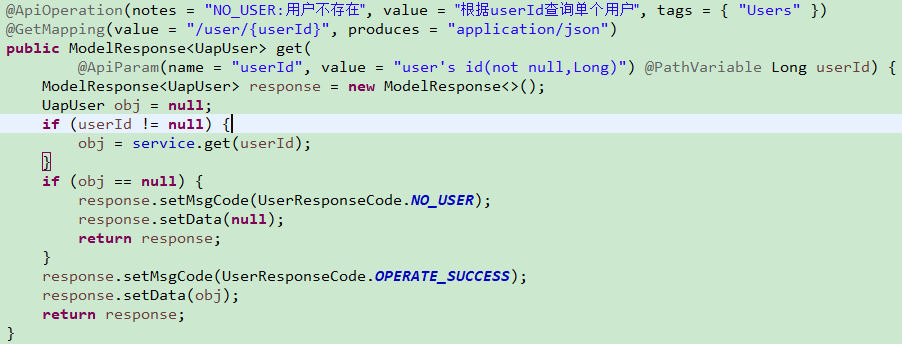 @ApiOperation(notes = "NO_USER:用户不存在", value = "根据userId查询单个用户", tags = { "Users" })
@GetMapping(value = "/user/{userId}", produces = "application/json")
public ModelResponse<UapUser> get(
        @ApiParam(name = "userId", value = "user's id(not null,Long)") @PathVariable Long userId) {
    ModelResponse<UapUser> response = new ModelResponse<>();
    UapUser obj = null;
    if (userId != null) {
        obj = service.get(userId);
    }
    if (obj == null) {
        response.setMsgCode(UserResponseCode.NO_USER);
        response.setData(null);
        return response;
    }
    response.setMsgCode(UserResponseCode.OPERATE_SUCCESS);
    response.setData(obj);
    return response;
}